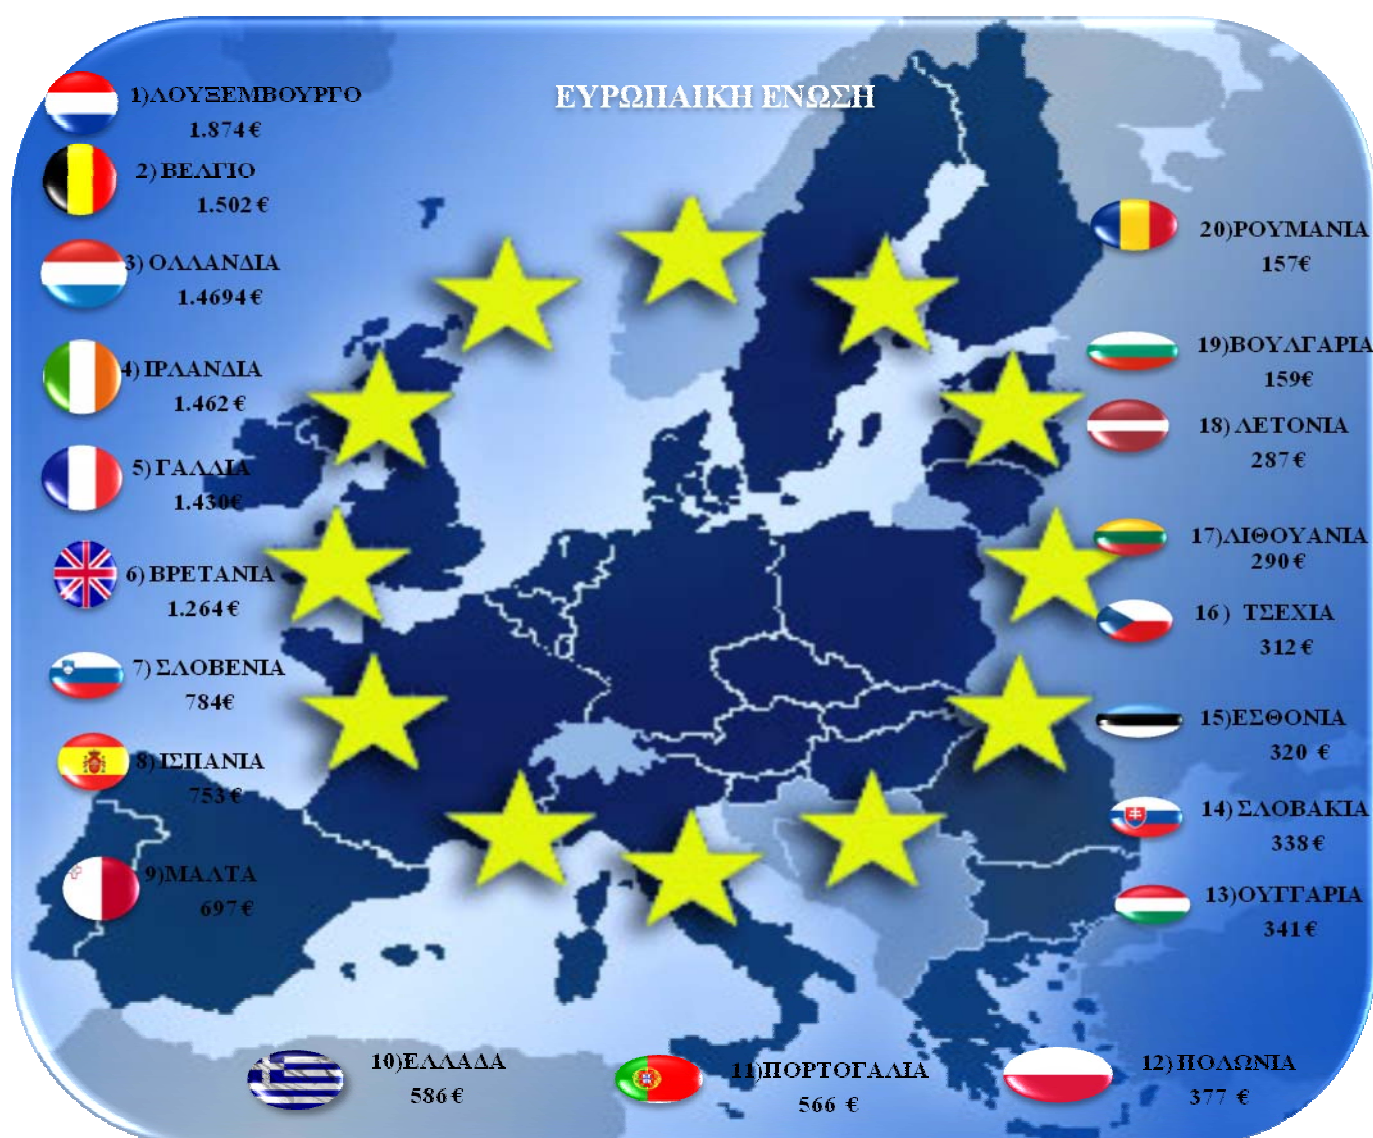 ΕΥΡΩΠΑΙΚΗ ΕΝΩΣΗ
1)ΛΟΥΞΕΜΒΟΥΡΓΟ
1.874€
2) ΒΕΛΓΙΟ
1.502 €
3) ΟΛΛΑΝΔΙΑ
1.4694€
4) ΙΡΛΑΝΔΙΑ
1.462€
5) ΓΑΛΛΙΑ
1.430€
6) ΒΡΕΤΑΝΙΑ
1.264€
7) ΣΛΟΒΕΝΙΑ
784€
8) ΙΣΠΑΝΙΑ
753€
9)ΜΑΛΤΑ
697€
10)ΕΛΛΑΔΑ
586€
11)ΠΟΡΤΟΓΑΛΙΑ
566 €
12) ΠΟΛΩΝΙΑ
377 €
20)ΡΟΥΜΑΝΙΑ
157€
19)ΒΟΥΛΓΑΡΙΑ
159€
18) ΛΕΤΟΝΙΑ
287€
17)ΛΙΘΟΥΑΝΙΑ
290€
16) ΤΣΕΧΙΑ
312€
15)ΕΣΘΟΝΙΑ
320 €
14) ΣΛΟΒΑΚΙΑ
338€
13)ΟΥΓΓΑΡΙΑ
341€